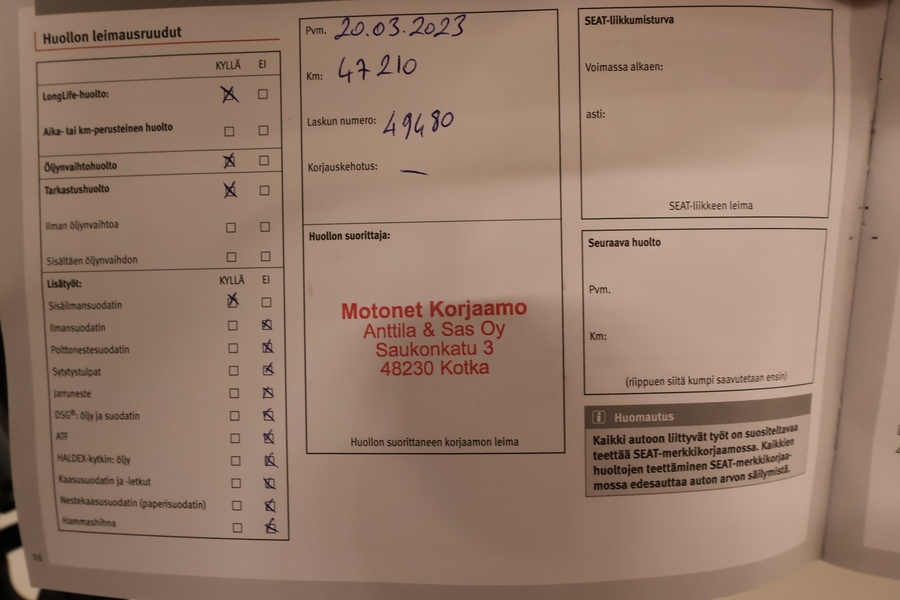 Huollon leimausruudut
KYLLÄ EI
LongLife-huolto:
Aika- tai km-perusteinen huolto
Öljynvaihtohuolto
Tarkastushuolto
Ilman öljynvaihtoa
Sisältäen öljynvaihdon
Lisätyöt: KYLLÄ EI
Sisäilmansuodatin
Ilmansuodatin
Polttonestesuodatin
Sytytystulpat
Jarruneste
DSG®: öljy ja suodatin
ATF
HALDEX-kytkin: öljy
Kaasusuodatin ja -letkut
Nestekaasusuodatin (paperisuodatin)
Hammashihna
58
Pvm. 20.03.2023
Km: 47210
Laskun numero: 49480
Korjauskehotus: —
Huollon suorittaja:
Motonet Korjaamo
Anttila & Sas Oy
Saukonkatu 3
48230 Kotka
Huollon suorittaneen korjaamon leima
SEAT-liikkumisturva
Voimassa alkaen:
asti:
SEAT-liikkeen leima
Seuraava huolto
Pvm.
Km:
(riippuen siitä kumpi saavutetaan ensin)
Huomautus
Kaikki autoon liittyvät työt on suositeltavaa
teettää SEAT-merkkikorjaamossa. Kaikkien
huoltojen teettäminen SEAT-merkkikorjaa-
mossa edesauttaa auton arvon säilymistä.